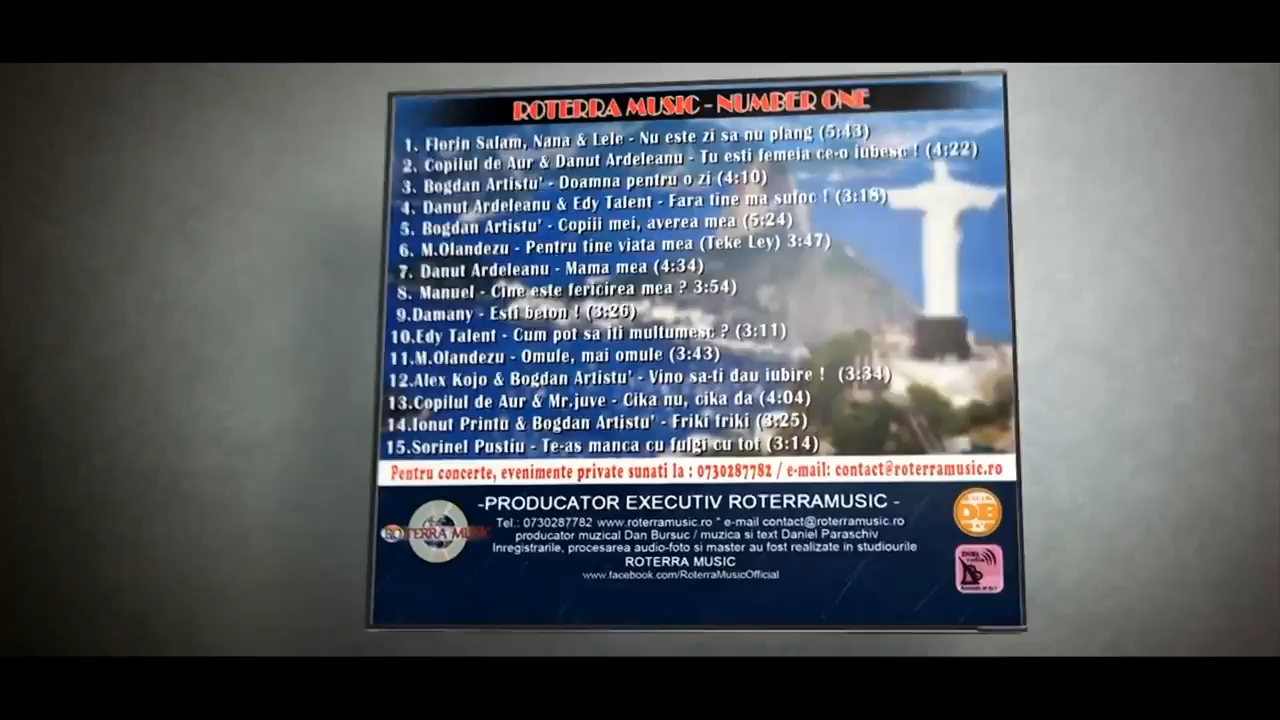 ROTERRA MUSIC - NUMBER ONE
1. Florin Salam, Nana & Lele - Nu este zi sa nu plang (5:43)
2. Copilul de Aur & Danut Ardeleanu - Tu esti femeia ce-o iubesc ! (4:22)
3. Bogdan Artistu' - Doamna pentru o zi (4:10)
4. Danut Ardeleanu & Edy Talent - Fara tine ma sufoc ! (3:18)
5. Bogdan Artistu' - Copiii mei, averea mea (5:24)
6. M.Olandezu - Pentru tine viata mea (Teke Ley) 3:47)
7. Danut Ardeleanu - Mama mea (4:34)
8. Manuel - Cine este fericirea mea ? 3:54)
9.Damany - Esti beton ! (3:26)
10.Edy Talent - Cum pot sa iti multumesc ? (3:11)
11.M.Olandezu - Omule, mai omule (3:43)
12.Alex Kojo & Bogdan Artistu' - Vino sa-ti dau iubire ! (3:34)
13.Copilul de Aur & Mr.juve - Cika nu, cika da (4:04)
14.Ionut Printu & Bogdan Artistu' - Friki friki (3:25)
15.Sorinel Pustiu - Te-as manca cu fulgi cu tot (3:14)
Pentru concerte, evenimente private sunati la : 0730287782 / e-mail: contact@roterramusic.ro
-PRODUCATOR EXECUTIV ROTERRAMUSIC -
Tel.: 0730287782 www.roterramusic.ro * e-mail contact@roterramusic.ro
producator muzical Dan Bursuc / muzica si text Daniel Paraschiv
Inregistrarile, procesarea audio-foto si master au fost realizate in studiourile
ROTERRA MUSIC
www.facebook.com/RoterraMusicOfficial
ROTERRA MUSIC
DB